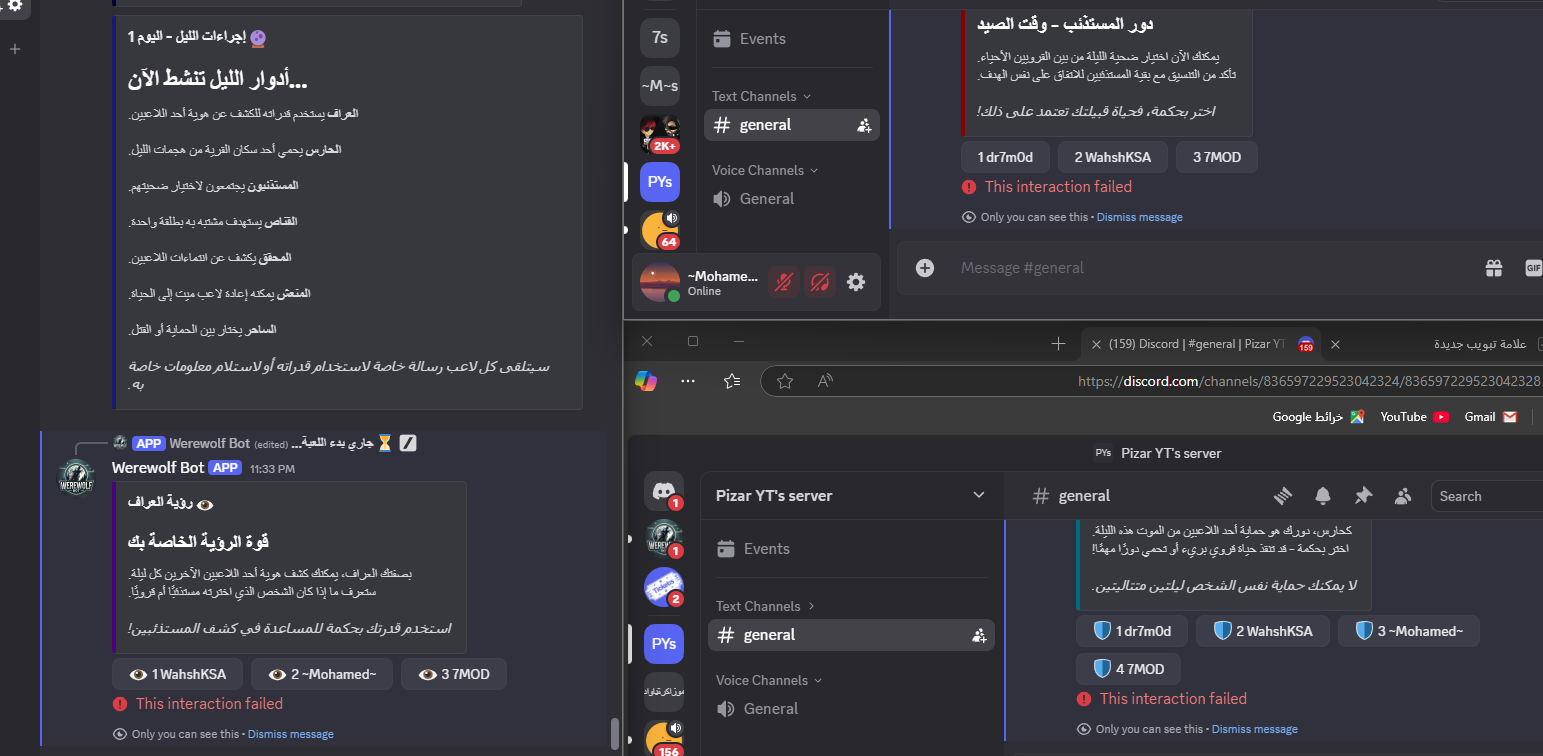 إجراءات الليل - اليوم 1
أدوار الليل تنشط الآن...
العراف يستخدم قدراته للكشف عن هوية أحد اللاعبين.
الحارس يحمي أحد سكان القرية من هجمات الليل.
المستذئبون يجتمعون لاختيار ضحيتهم.
القناص يستهدف مشتبه به بطلقة واحدة.
المحقق يكشف عن انتماءات اللاعبين.
المنعش يمكنه إعادة لاعب ميت إلى الحياة.
الساحر يختار بين الحماية أو القتل.
سيتلقى كل لاعب رسالة خاصة لاستخدام قدراته أو لاستلام معلومات خاصة
به.
APP Werewolf Bot (edited) جاري بدء اللعبة...
Werewolf Bot APP 11:33 PM
WEREWOLF
رؤية العراف
قوة الرؤية الخاصة بك
بصفتك العراف، يمكنك كشف هوية أحد اللاعبين الآخرين كل ليلة.
ستعرف ما إذا كان الشخص الذي اخترته مستذئبًا أم قرويًا.
استخدم قدرتك بحكمة للمساعدة في كشف المستذئبين!
1 WahshKSA 2 ~Mohamed~ 3 7MOD
This interaction failed
Only you can see this • Dismiss message
7s
~M~s
2K+
PYs
64
Events
Text Channels
general
Voice Channels
General
~Mohame...
Online
دور المستذئب - وقت الصيد
يمكنك الآن اختيار ضحية الليلة من بين القرويين الأحياء.
تأكد من التنسيق مع بقية المستذئبين للاتفاق على نفس الهدف.
اختر بحكمة، فحياة قبيلتك تعتمد على ذلك!
1 dr7m0d 2 WahshKSA 3 7MOD
This interaction failed
Only you can see this • Dismiss message
Message #general
GIF
(159) Discord | #general | Pizar YT
159
علامة تبويب جديدة
https://discord.com/channels/836597229523042324/836597229523042328
خرائط Google YouTube Gmail
PYs Pizar YT's server
1
1
Tickets
2
PYs
156
Pizar YT's server
Events
Text Channels
general
Voice Channels
General
general
Search
كحارس، دورك هو حماية أحد اللاعبين من الموت هذه الليلة.
اختر بحكمة - قد تنقذ حياة قروي بريء أو تحمي دورًا مهمًا!
لا يمكنك حماية نفس الشخص ليلتين متتاليتين.
1 dr7m0d 2 WahshKSA 3 ~Mohamed~
4 7MOD
This interaction failed
Only you can see this • Dismiss message